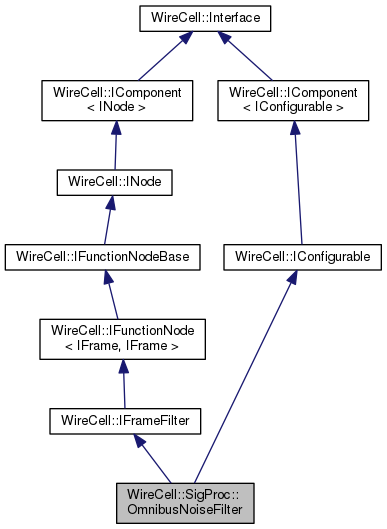 WireCell::Interface
WireCell::IComponent
< INode >
WireCell::IComponent
< IConfigurable >
WireCell::INode
WireCell::IFunctionNodeBase
WireCell::IConfigurable
WireCell::IFunctionNode
< IFrame, IFrame >
WireCell::IFrameFilter
WireCell::SigProc::
OmnibusNoiseFilter